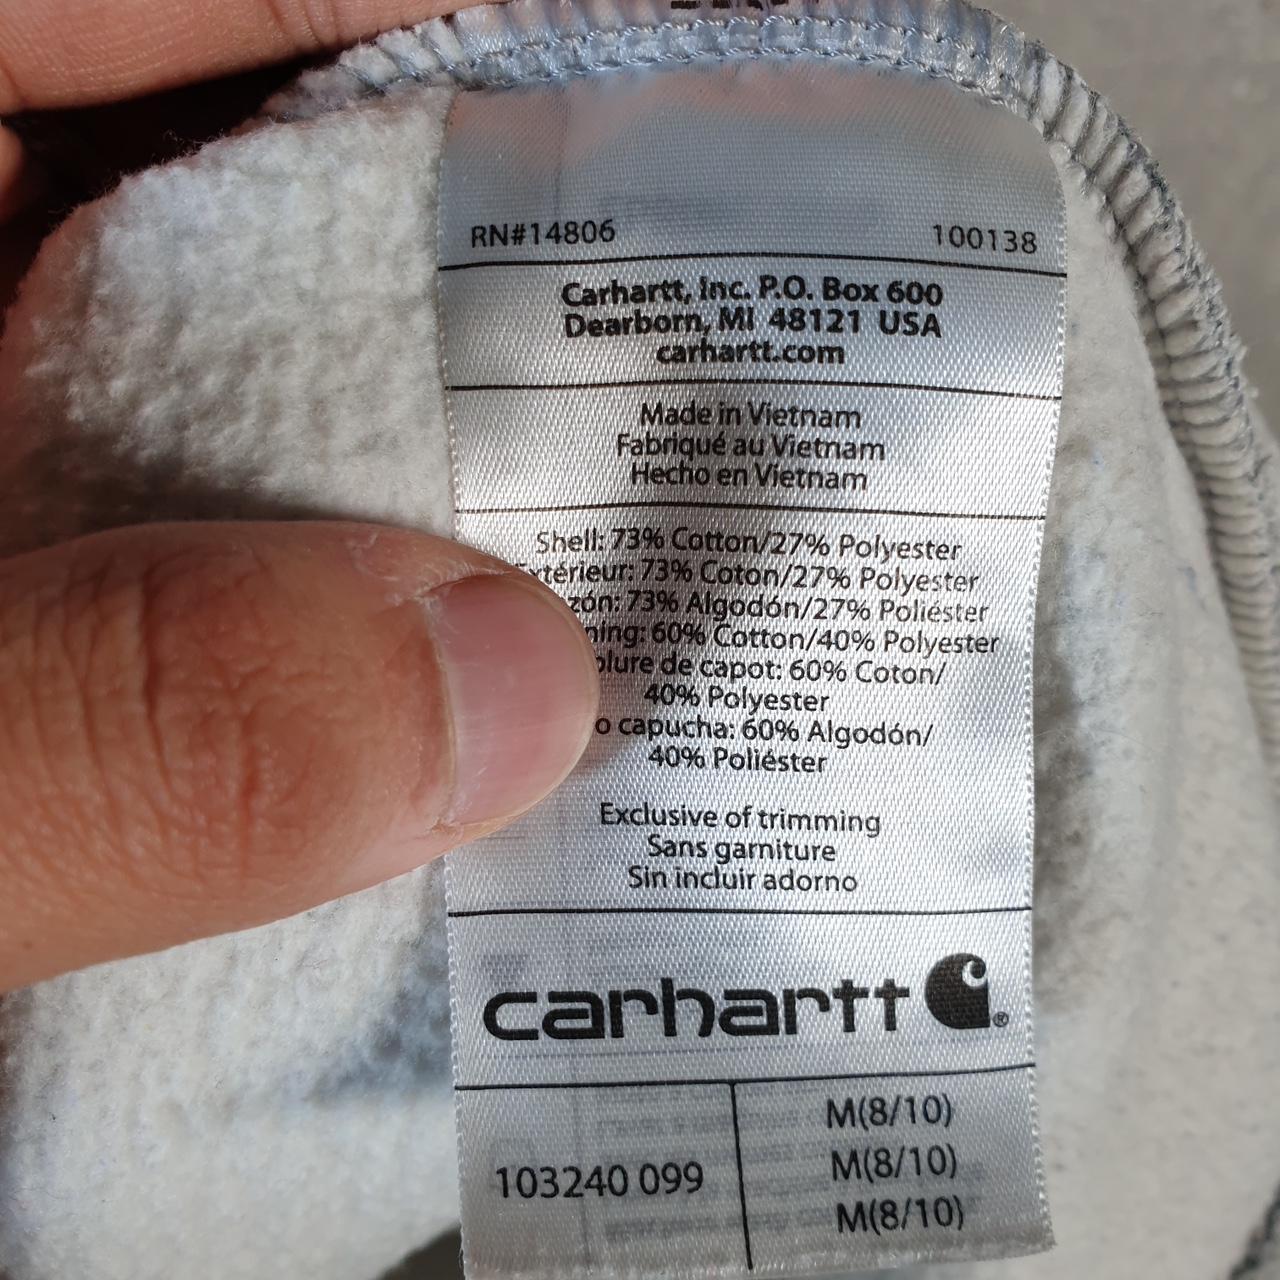 RN#14806 100138
Carhartt, Inc. P.O. Box 600
Dearborn, MI 48121 USA
carhartt.com
Made in Vietnam
Fabriqué au Vietnam
Hecho en Vietnam
Shell: 73% Cotton/27% Polyester
Extérieur: 73% Coton/27% Polyester
zón: 73% Algodón/27% Poliéster
ning: 60% Cotton/40% Polyester
olure de capot: 60% Coton/
40% Polyester
o capucha: 60% Algodón/
40% Poliéster
Exclusive of trimming
Sans garniture
Sin incluir adorno
carhartt ®
103240 099
M(8/10)
M(8/10)
M(8/10)